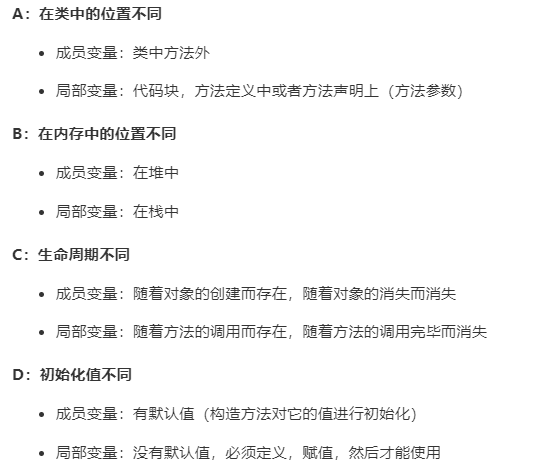 A：在类中的位置不同
成员变量：类中方法外
局部变量：代码块，方法定义中或者方法声明上（方法参数）
B：在内存中的位置不同
成员变量：在堆中
局部变量：在栈中
C：生命周期不同
成员变量：随着对象的创建而存在，随着对象的消失而消失
局部变量：随着方法的调用而存在，随着方法的调用完毕而消失
D：初始化值不同
成员变量：有默认值（构造方法对它的值进行初始化）
局部变量：没有默认值，必须定义，赋值，然后才能使用